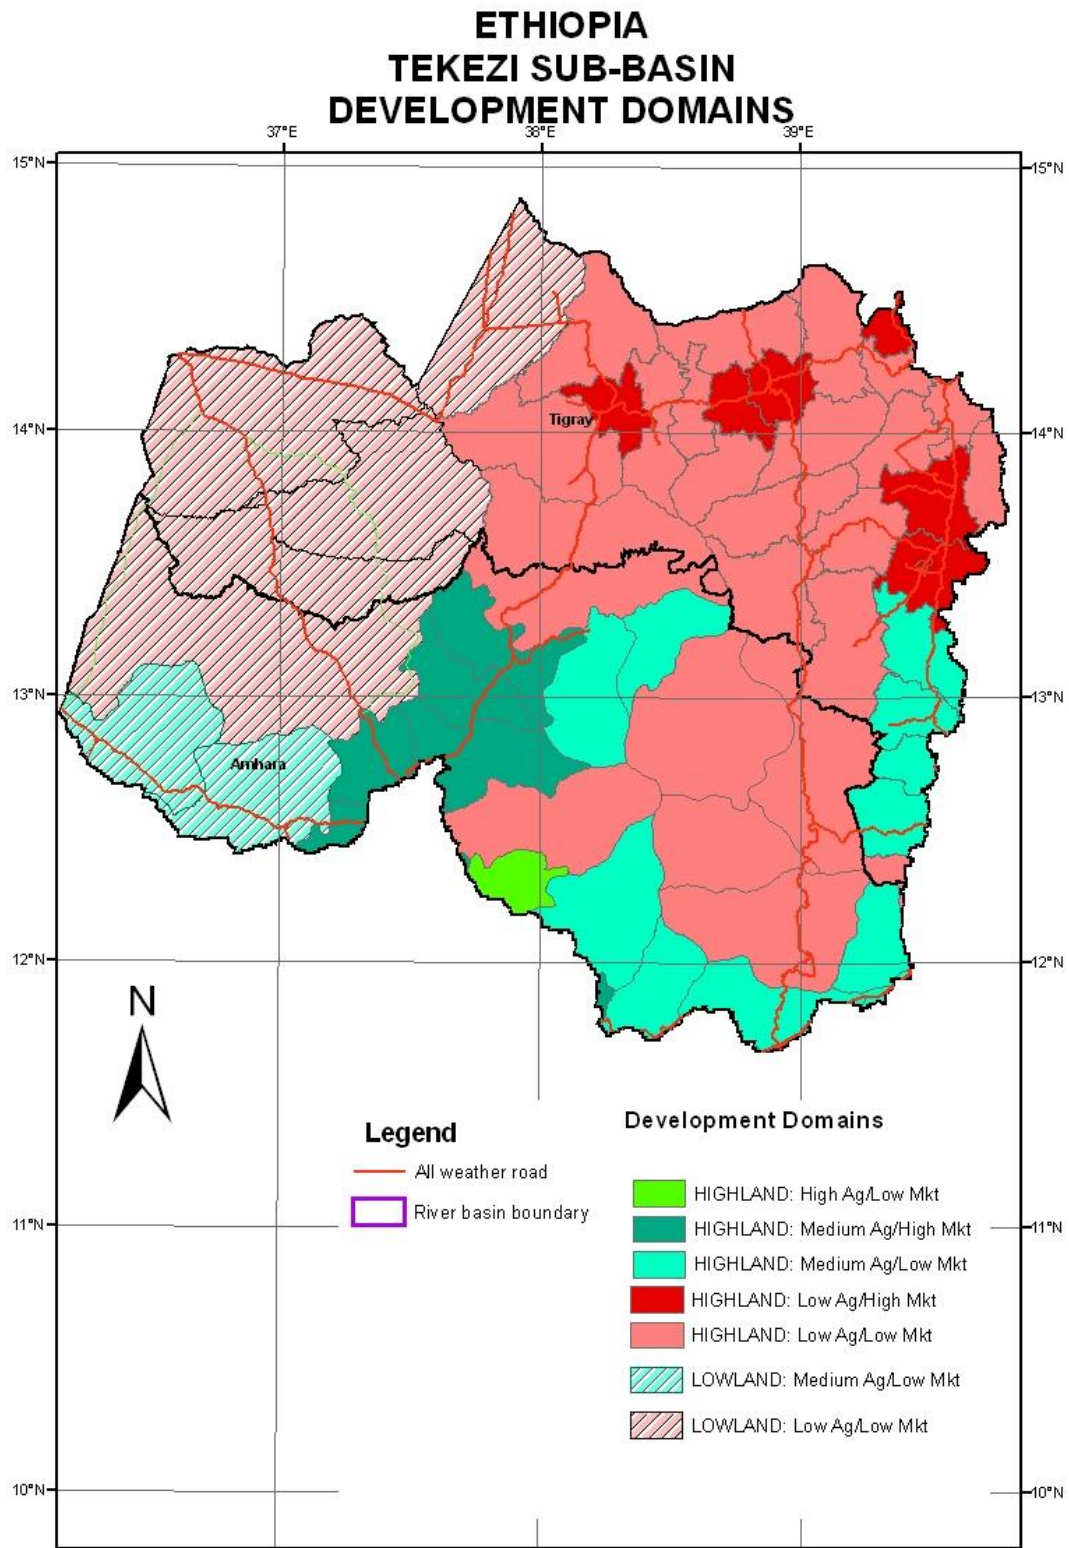 ETHIOPIA
TEKEZI SUB-BASIN
DEVELOPMENT DOMAINS
37°E
38°E
39°E
15°N
15°N
Tigray
14°N
14°N
13°N
13°N
Amhara
12°N
12°N
N
Legend
All weather road
River basin boundary
Development Domains
HIGHLAND: High Ag/Low Mkt
HIGHLAND: Medium Ag/High Mkt
HIGHLAND: Medium Ag/Low Mkt
HIGHLAND: Low Ag/High Mkt
HIGHLAND: Low Ag/Low Mkt
LOWLAND: Medium Ag/Low Mkt
LOWLAND: Low Ag/Low Mkt
11°N
11°N
10°N
10°N